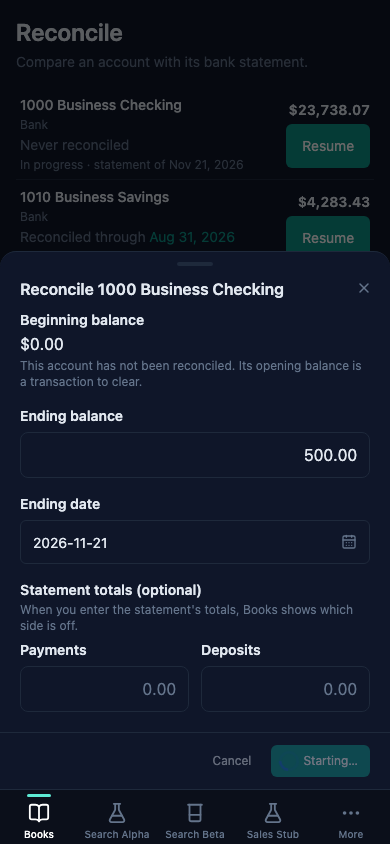 Reconcile
Compare an account with its bank statement.
1000 Business Checking
$23,738.07
Bank
Never reconciled
Resume
In progress · statement of Nov 21, 2026
1010 Business Savings
$4,283.43
Bank
Reconciled through Aug 31, 2026
Resume
Reconcile 1000 Business Checking
Beginning balance
$0.00
This account has not been reconciled. Its opening balance is
a transaction to clear.
Ending balance
500.00
Ending date
2026-11-21
Statement totals (optional)
When you enter the statement's totals, Books shows which
side is off.
Payments
Deposits
0.00
0.00
Cancel
Starting…
Books
Search Alpha
Search Beta
Sales Stub
More